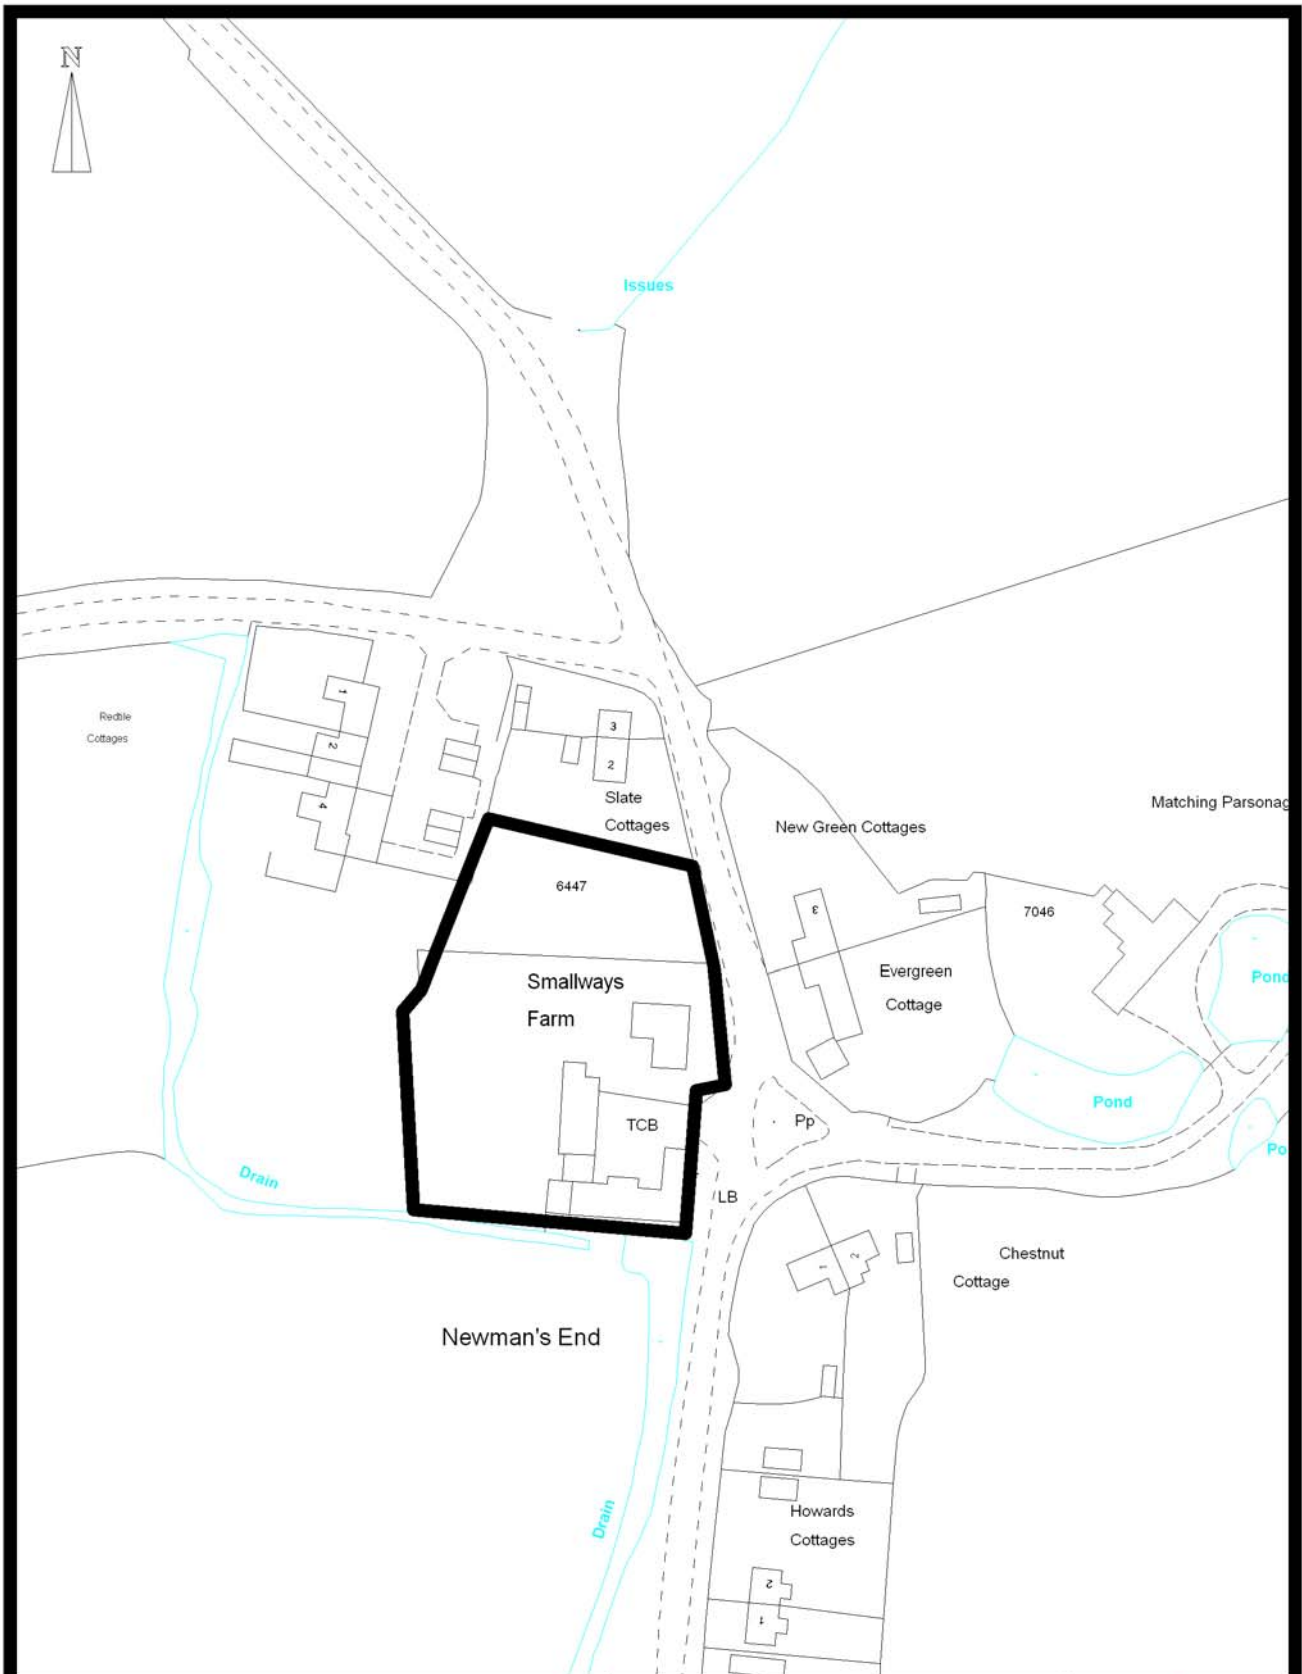 N
Issues
Redtile
Cottages
1
2
4
3
2
Slate
Cottages
New Green Cottages
Matching Parsonag
6447
3
7046
Smallways
Farm
Evergreen
Cottage
Pond
Pond
TCB
Pp
Po
Drain
LB
1
2
Chestnut
Cottage
Newman's End
Drain
Howards
Cottages
2
1